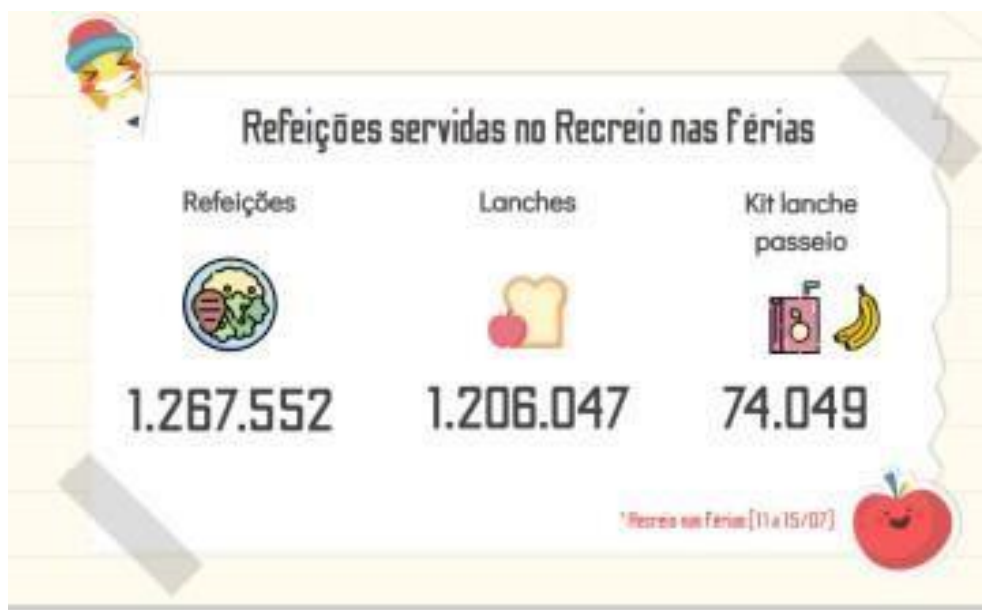 Refeições servidas no Recreio nas Férias
Refeições
Lanches
Kit lanche
passeio
1.267.552
1.206.047
74.049
* Recreio nas Férias [11 a 15/07]